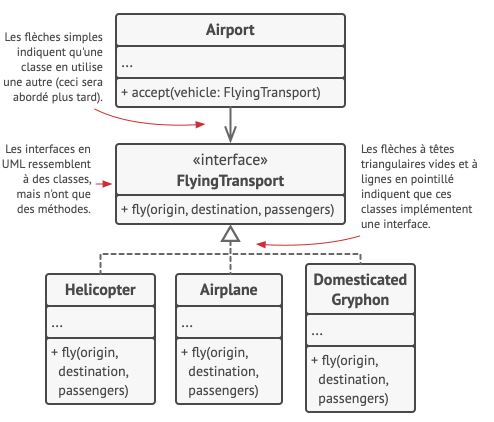 Les flèches simples
indiquent qu'une
classe en utilise
une autre (ceci sera
abordé plus tard).
Airport
...
+ accept(vehicle: FlyingTransport)
Les interfaces en
UML ressemblent
à des classes,
mais n'ont que
des méthodes.
«interface»
FlyingTransport
+ fly(origin, destination, passengers)
Les flèches à têtes
triangulaires vides et à
lignes en pointillé
indiquent que ces
classes implémentent
une interface.
Helicopter
...
+ fly(origin,
destination,
passengers)
Airplane
...
+ fly(origin,
destination,
passengers)
Domesticated
Gryphon
...
+ fly(origin,
destination,
passengers)